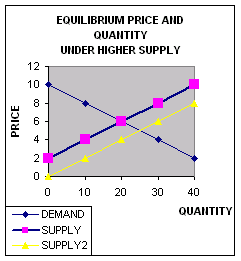 EQUILIBRIUM PRICE AND
QUANTITY
UNDER HIGHER SUPPLY
PRICE
12
10
8
6
4
2
0
0 10 20 30 40
QUANTITY
DEMAND
SUPPLY
SUPPLY2